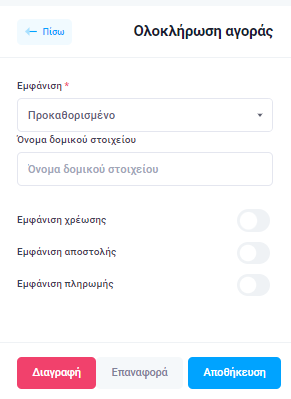 Πίσω
Ολοκλήρωση αγοράς
Εμφάνιση *
Προκαθορισμένο
Όνομα δομικού στοιχείου
Όνομα δομικού στοιχείου
Εμφάνιση χρέωσης
Εμφάνιση αποστολής
Εμφάνιση πληρωμής
Διαγραφή Επαναφορά Αποθήκευση